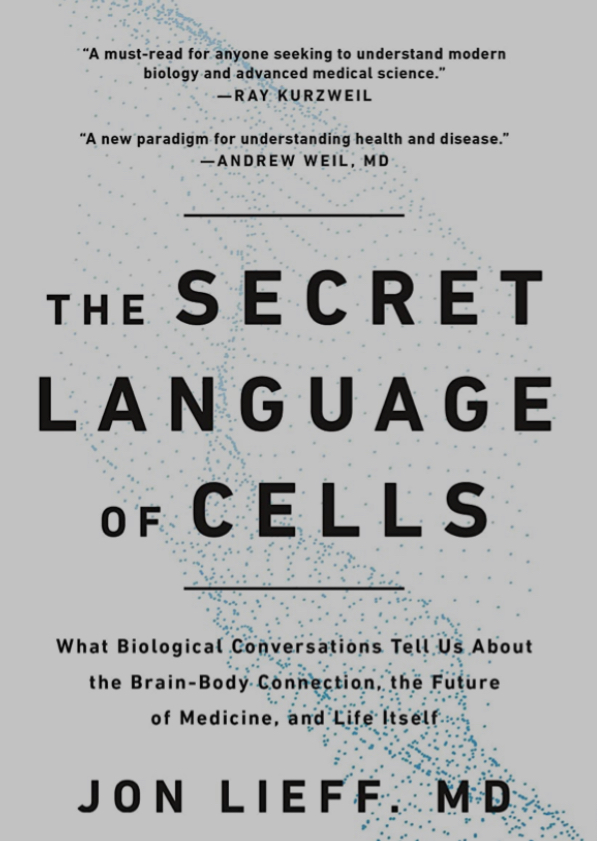 "A must-read for anyone seeking to understand modern
biology and advanced medical science."
—RAY KURZWEIL
"A new paradigm for understanding health and disease."
—ANDREW WEIL, MD
THE SECRET
LANGUAGE
OF CELLS
What Biological Conversations Tell Us About
the Brain-Body Connection, the Future
of Medicine, and Life Itself
JON LIEFF, MD